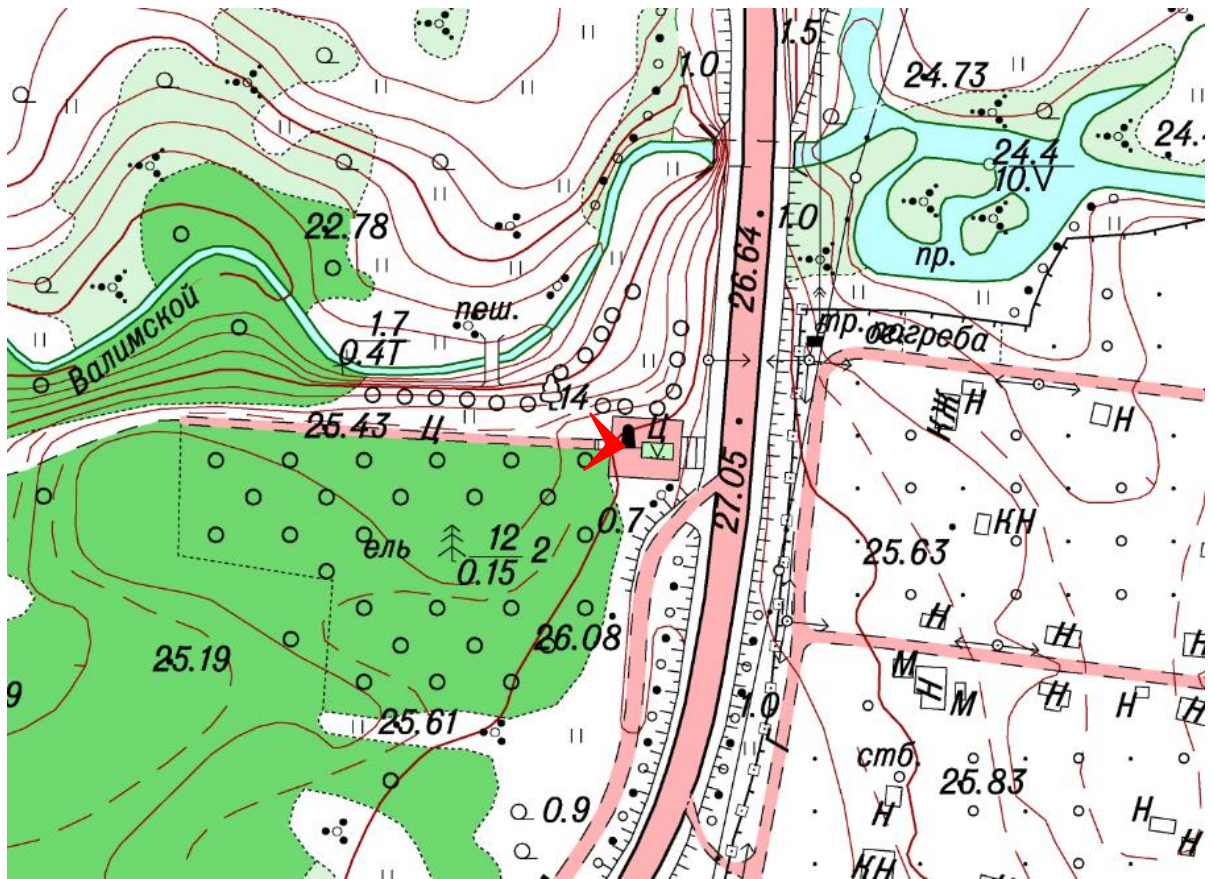 1.5
1.0
24.73
24.4
24.4
10.V
22.78
1.0
пр.
26.64
Валимской
пеш.
1.7
0.4Т
тр.
погреба
14
КЖ
Н
Н
25.43
Ц
Ц
27.05
0.7
КН
ель
12
0.15
2
25.63
26.08
Н
Н
Н
25.19
М
Н
М
Н
Н
Н
9
25.61
1.0
Г
стб.
25.83
Н
Н
Н
0.9
КН
Н